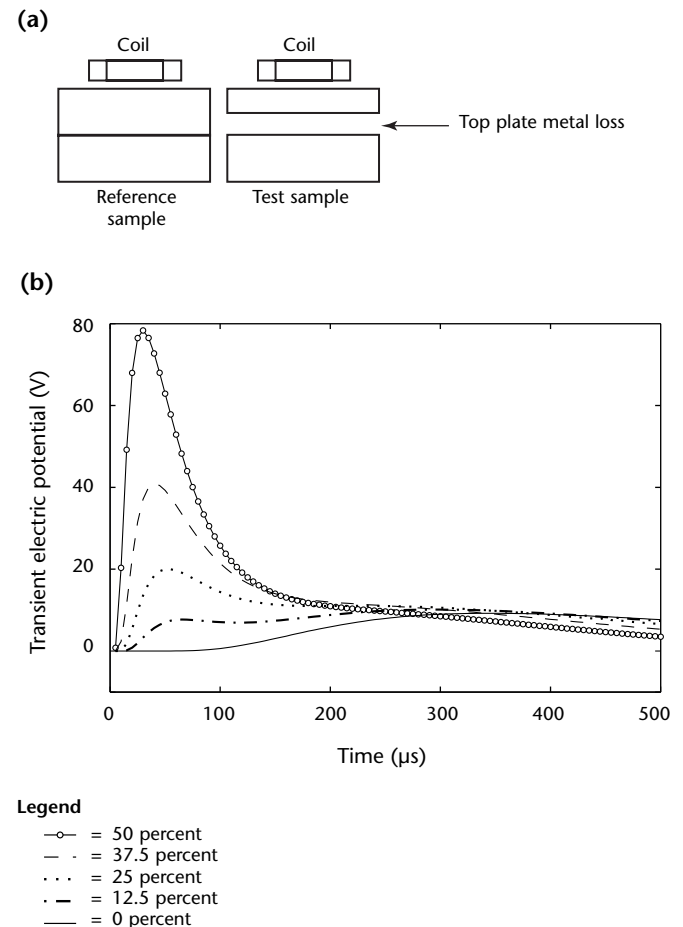 (a)
Coil Coil
Top plate metal loss
Reference
sample
Test sample
(b)
Transient electric potential (V)
80
60
40
20
0
0 100 200 300 400 500
Time (µs)
Legend
= 50 percent
= 37.5 percent
= 25 percent
= 12.5 percent
= 0 percent